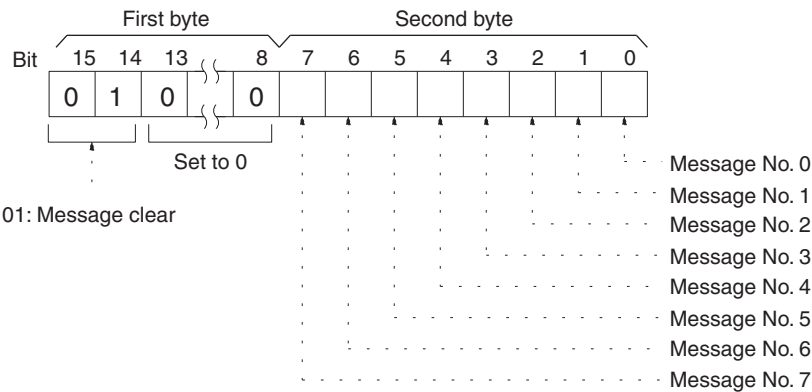 First byte Second byte
Bit 15 14 13 8 7 6 5 4 3 2 1 0
0 1 0 0
Set to 0
01: Message clear
Message No. 0
Message No. 1
Message No. 2
Message No. 3
Message No. 4
Message No. 5
Message No. 6
Message No. 7